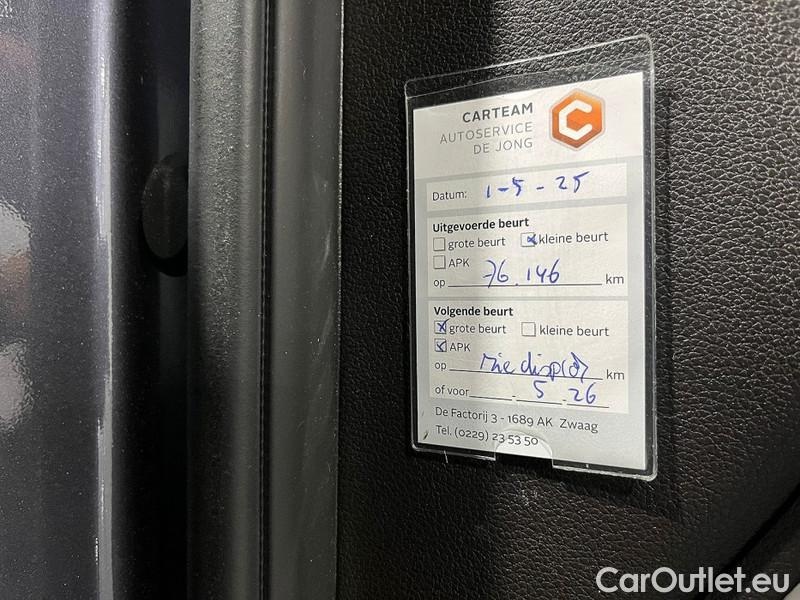 CARTEAM
AUTOSERVICE
DE JONG
C
Datum: 1-5-25
Uitgevoerde beurt
grote beurt kleine beurt
APK
op 76.146 km
Volgende beurt
grote beurt kleine beurt
APK
op zie display km
of voor - 5 - 26
De Factorij 3 - 1689 AK Zwaag
Tel. (0229) 23 53 50
CarOutlet.eu